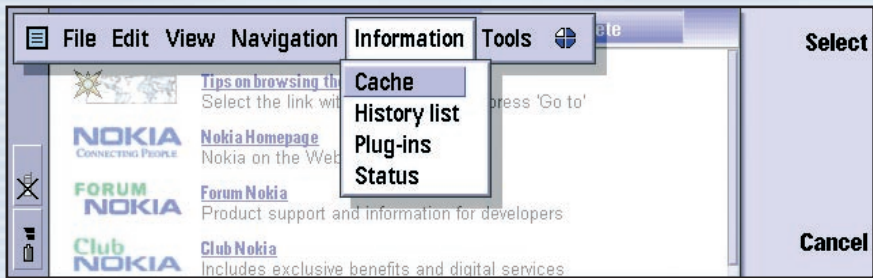 ete
File Edit View Navigation Information Tools
Select
Cache
History list
Plug-ins
Status
Tips on browsing th
Select the link wit press 'Go to'
NOKIA
CONNECTING PEOPLE
Nokia Homepage
Nokia on the Web
FORUM
NOKIA
Forum Nokia
Product support and information for developers
Club
NOKIA
Club Nokia
Includes exclusive benefits and digital services
Cancel